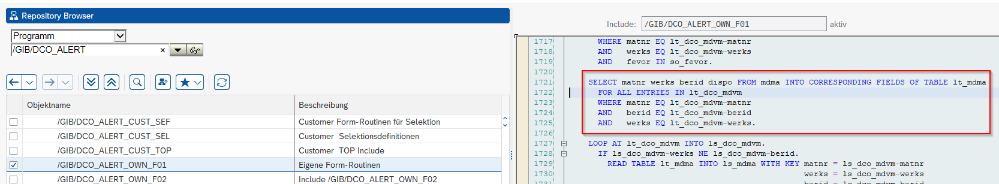 Repository Browser
Programm
/GIB/DCO_ALERT
Objektname Beschreibung
/GIB/DCO_ALERT_CUST_SEF Customer Form-Routinen für Selektion
/GIB/DCO_ALERT_CUST_SEL Customer Selektionsdefinitionen
/GIB/DCO_ALERT_CUST_TOP Customer TOP Include
/GIB/DCO_ALERT_OWN_F01 Eigene Form-Routinen
/GIB/DCO_ALERT_OWN_F02 Include /GIB/DCO_ALERT_OWN_F02
Include: /GIB/DCO_ALERT_OWN_F01 aktiv
1717 WHERE matnr EQ lt_dco_mdvm-matnr
1718 AND werks EQ lt_dco_mdvm-werks
1719 AND fevor IN so_fevor.
1720
1721 SELECT matnr werks berid dispo FROM mdma INTO CORRESPONDING FIELDS OF TABLE lt_mdma
1722 FOR ALL ENTRIES IN lt_dco_mdvm
1723 WHERE matnr EQ lt_dco_mdvm-matnr
1724 AND berid EQ lt_dco_mdvm-berid
1725 AND werks EQ lt_dco_mdvm-werks.
1726
1727 LOOP AT lt_dco_mdvm INTO ls_dco_mdvm.
1728 IF ls_dco_mdvm-werks NE ls_dco_mdvm-berid.
1729 READ TABLE lt_mdma INTO ls_mdma WITH KEY matnr = ls_dco_mdvm-matnr
1730 werks = ls_dco_mdvm-werks
1731 berid = ls_dco_mdvm-berid